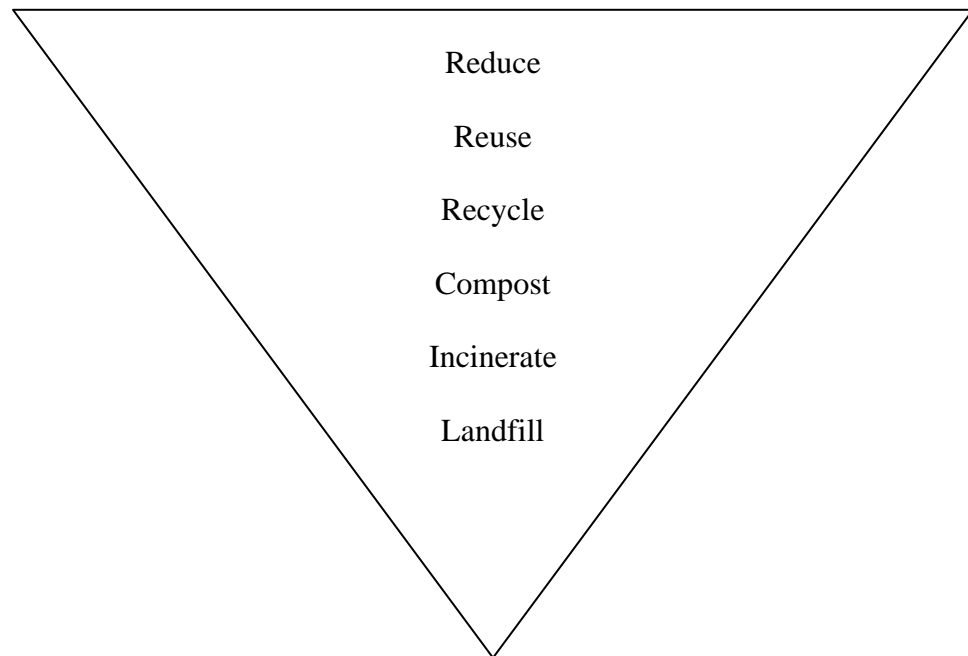 Reduce
Reuse
Recycle
Compost
Incinerate
Landfill